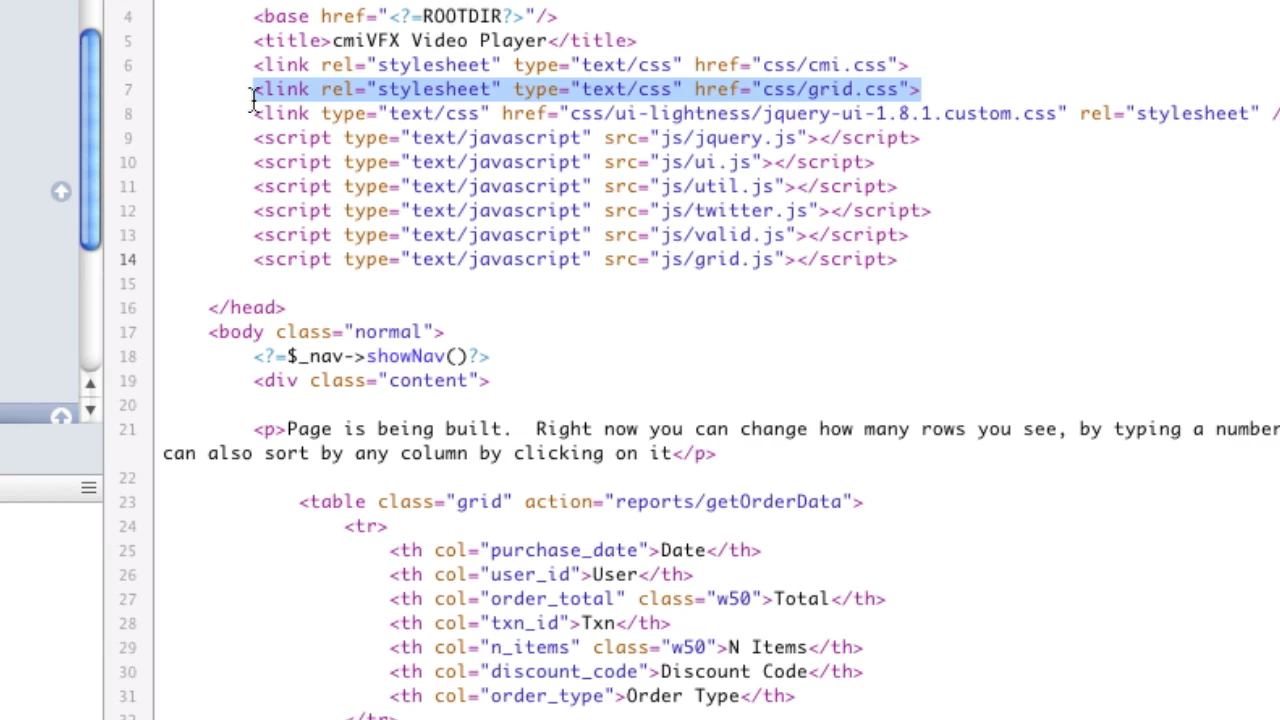 4 <base href="<?=ROOTDIR?>"/>
5 <title>cmiVFX Video Player</title>
6 <link rel="stylesheet" type="text/css" href="css/cmi.css">
7 <link rel="stylesheet" type="text/css" href="css/grid.css">
8 <link type="text/css" href="css/ui-lightness/jquery-ui-1.8.1.custom.css" rel="stylesheet" /
9 <script type="text/javascript" src="js/jquery.js"></script>
10 <script type="text/javascript" src="js/ui.js"></script>
11 <script type="text/javascript" src="js/util.js"></script>
12 <script type="text/javascript" src="js/twitter.js"></script>
13 <script type="text/javascript" src="js/valid.js"></script>
14 <script type="text/javascript" src="js/grid.js"></script>
15
16 </head>
17 <body class="normal">
18 <?=$_nav->showNav()?>
19 <div class="content">
20
21 <p>Page is being built.  Right now you can change how many rows you see, by typing a number
can also sort by any column by clicking on it</p>
22
23 <table class="grid" action="reports/getOrderData">
24 <tr>
25 <th col="purchase_date">Date</th>
26 <th col="user_id">User</th>
27 <th col="order_total" class="w50">Total</th>
28 <th col="txn_id">Txn</th>
29 <th col="n_items" class="w50">N Items</th>
30 <th col="discount_code">Discount Code</th>
31 <th col="order_type">Order Type</th>
32 </tr>